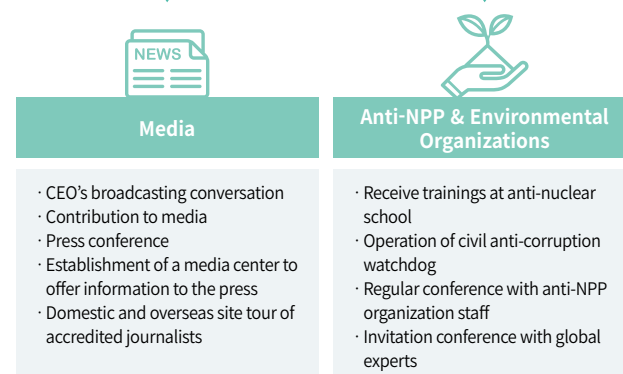 NEWS
Media
· CEO’s broadcasting conversation
· Contribution to media
· Press conference
· Establishment of a media center to
offer information to the press
· Domestic and overseas site tour of
accredited journalists
Anti-NPP & Environmental
Organizations
· Receive trainings at anti-nuclear
school
· Operation of civil anti-corruption
watchdog
· Regular conference with anti-NPP
organization staff
· Invitation conference with global
experts